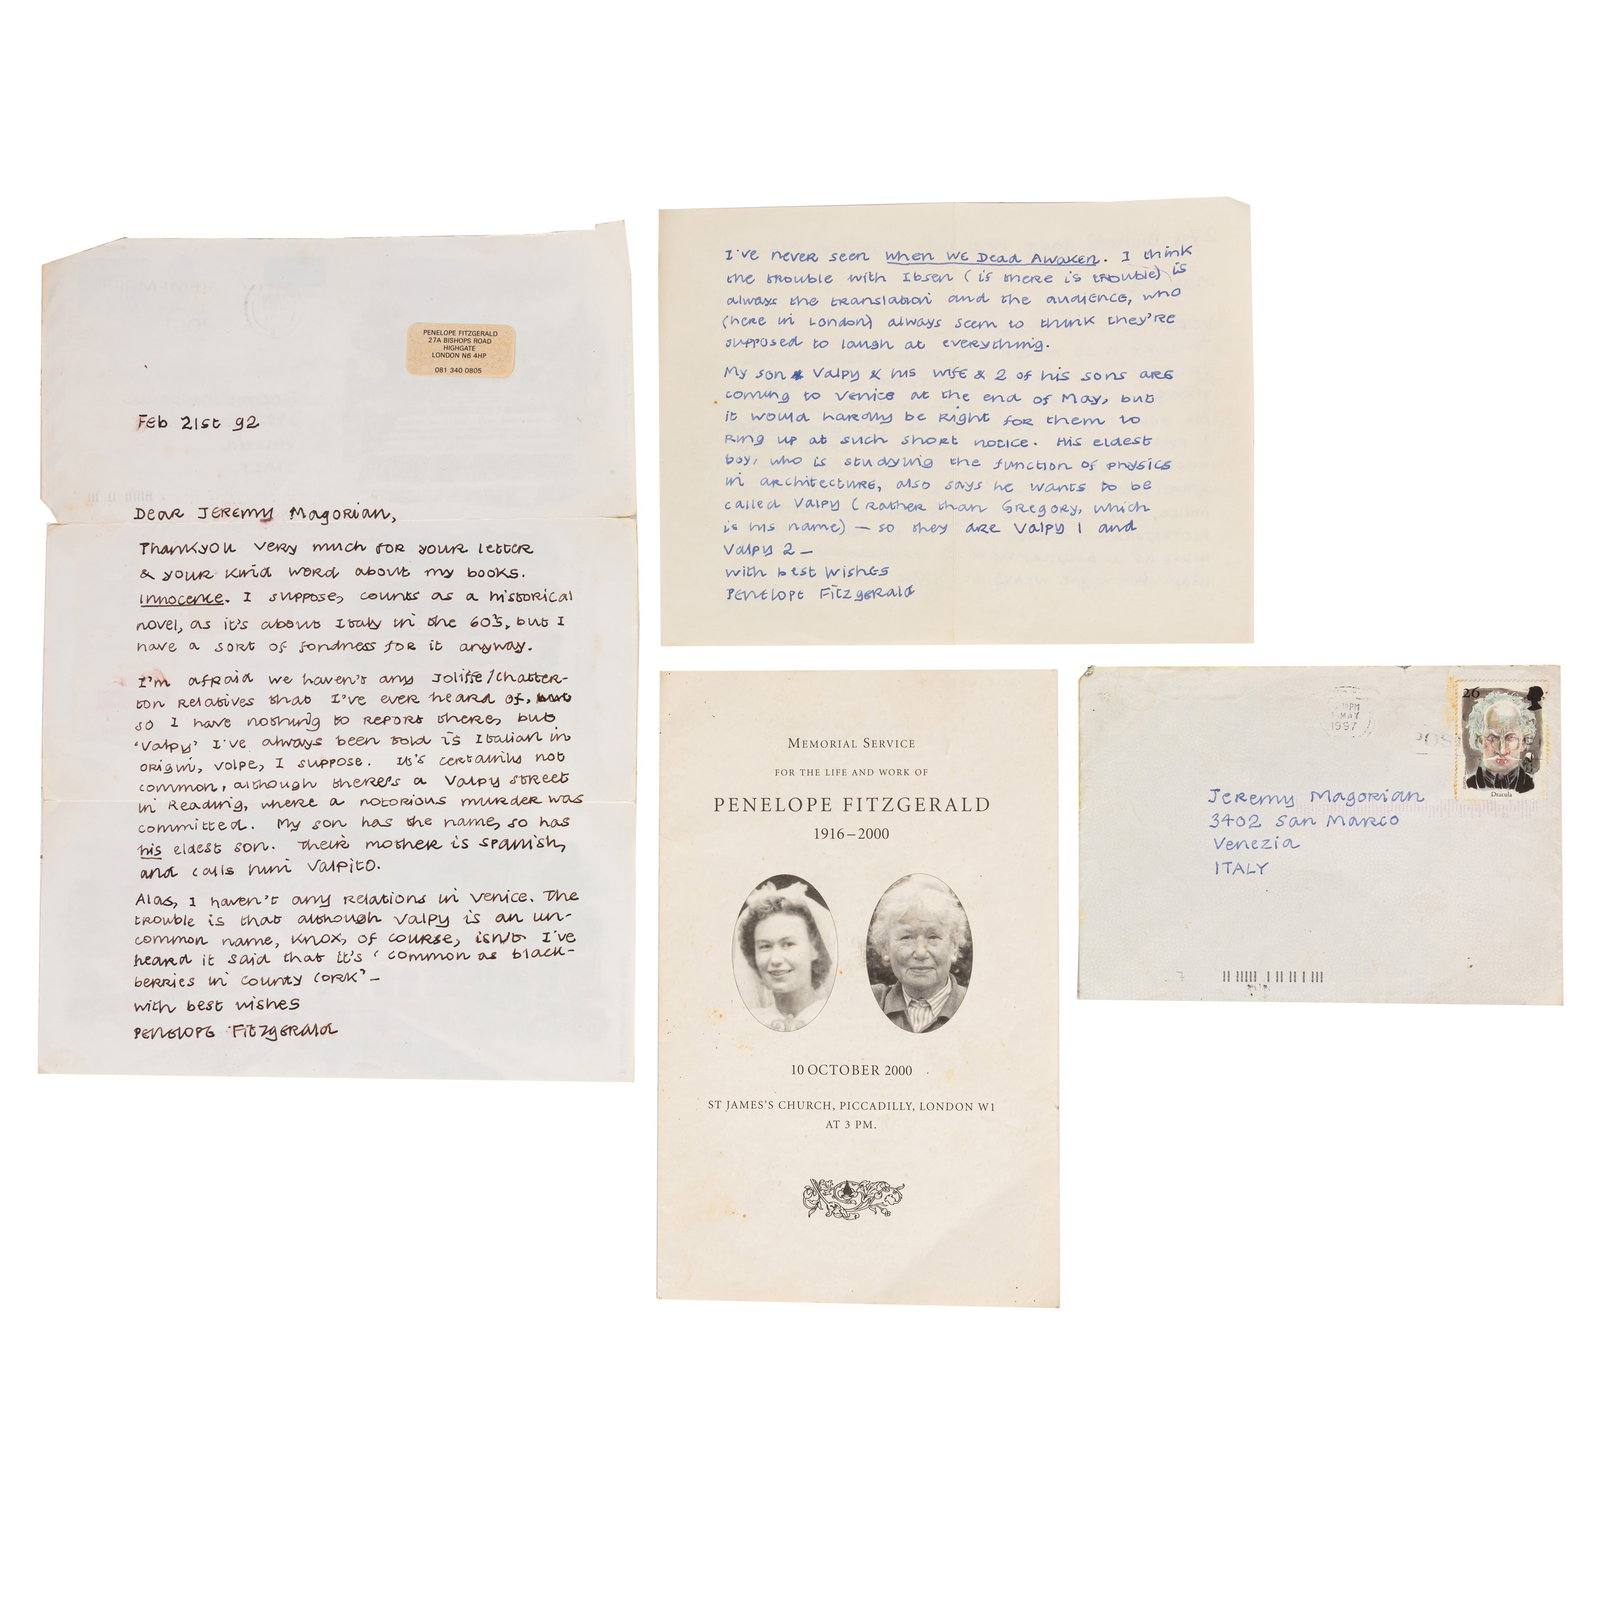 PENELOPE FITZGERALD
27A BISHOPS ROAD
HIGHGATE
LONDON N6 4HP
081 340 0805
Feb 21st 92
Dear Jeremy Magorian,
Thankyou very much for your letter
& your kind word about my books.
Innocence. I suppose, counts as a historical
novel, as it's about Italy in the 60's, but I
have a sort of fondness for it anyway.
I'm afraid we haven't any Joliffe/Chatter-
ton relatives that I've ever heard of, but
so I have nothing to report there, but
'Valpy' I've always been told is Italian in
origin, volpe, I suppose. It's certainly not
common, although there's a Valpy street
in Reading, where a notorious murder was
committed. My son has the name, so has
his eldest son. Their mother is Spanish,
and calls him Valpito.
Alas, I haven't any relations in Venice. The
trouble is that although Valpy is an un-
common name, Knox, of course, isn't. I've
heard it said that it's 'common as black-
berries in County Cork' –
with best wishes
Penelope Fitzgerald
I've never seen When We Dead Awaken. I think
the trouble with Ibsen (is there is trouble) is
always the translation and the audience, who
(here in London) always seem to think they're
supposed to laugh at everything.
My son & Valpy & his wife & 2 of his sons are
coming to Venice at the end of May, but
it would hardly be right for them to
ring up at such short notice. His eldest
boy, who is studying the function of physics
in architecture, also says he wants to be
called Valpy (rather than Gregory, which
is his name) – so they are Valpy 1 and
Valpy 2 –
with best wishes
Penelope Fitzgerald
MEMORIAL SERVICE
FOR THE LIFE AND WORK OF
PENELOPE FITZGERALD
1916–2000
10 OCTOBER 2000
ST JAMES'S CHURCH, PICCADILLY, LONDON W1
AT 3 PM.
PM
MAY
1997
26
Dracula
Jeremy Magorian
3402 San Marco
Venezia
ITALY